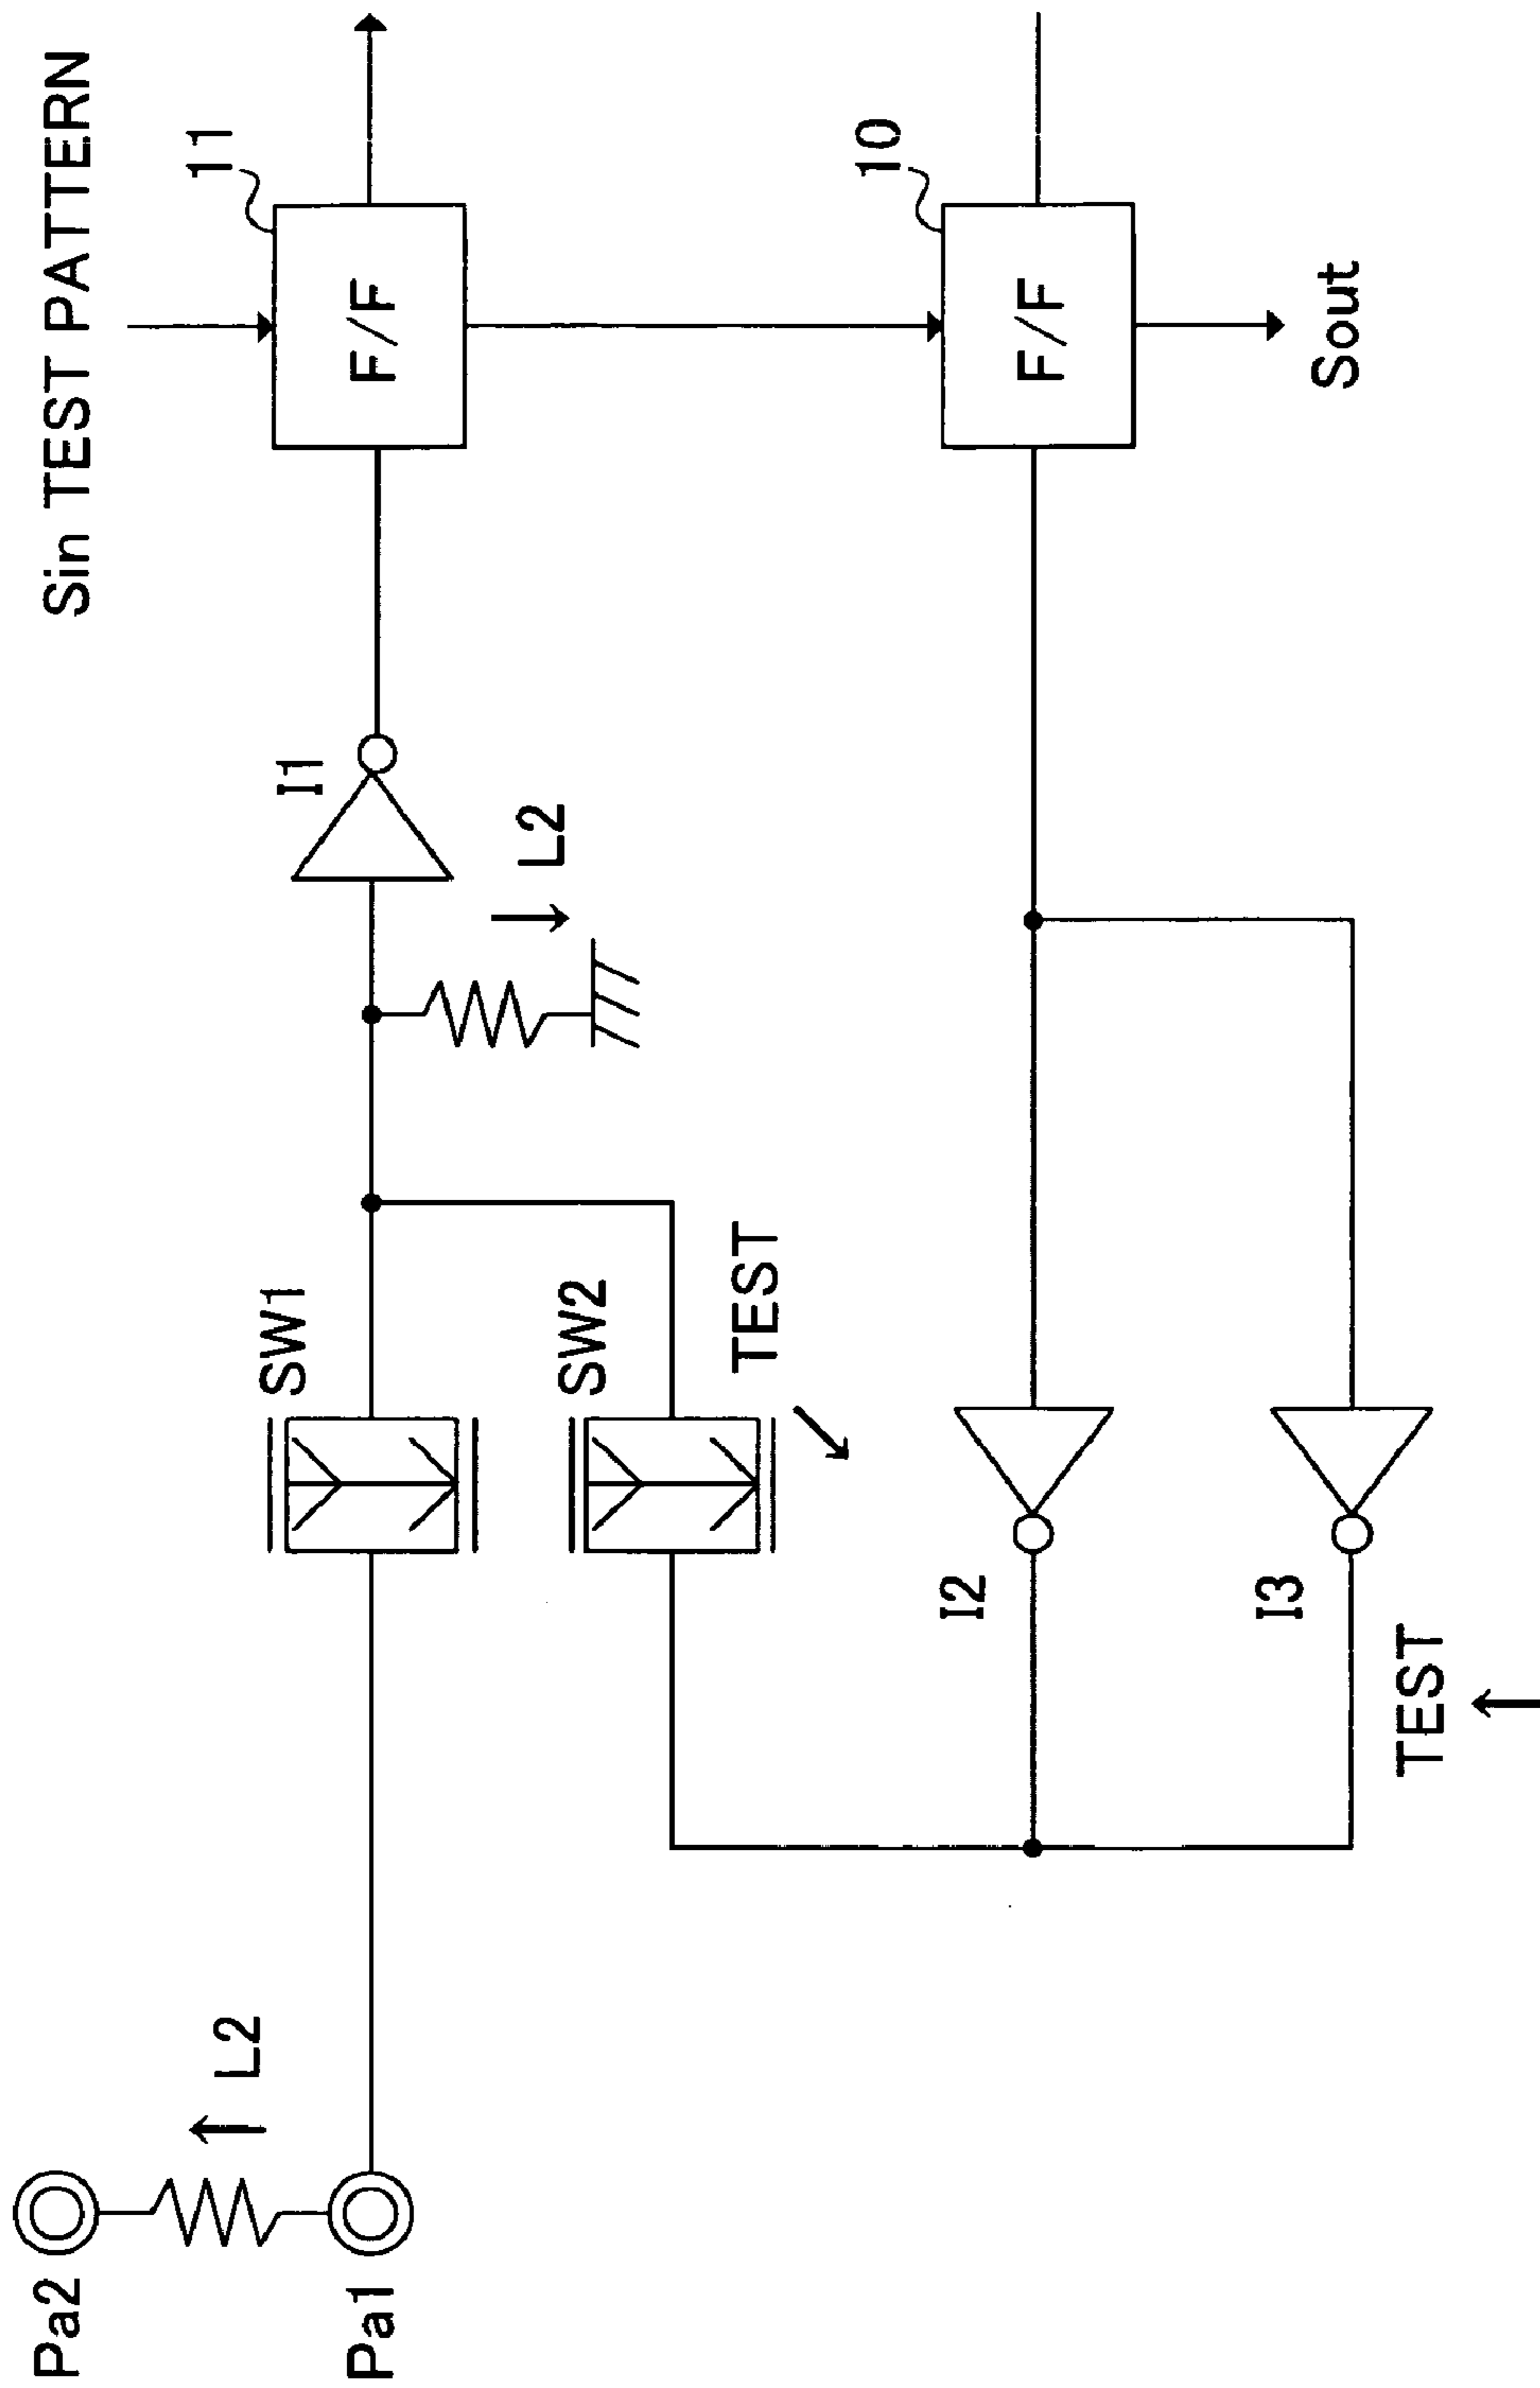 Sin TEST PATTERN
11
F/F
I1
L2
SW1
SW2
TEST
L2
Pa2
Pa1
10
F/F
Sout
I2
I3
TEST